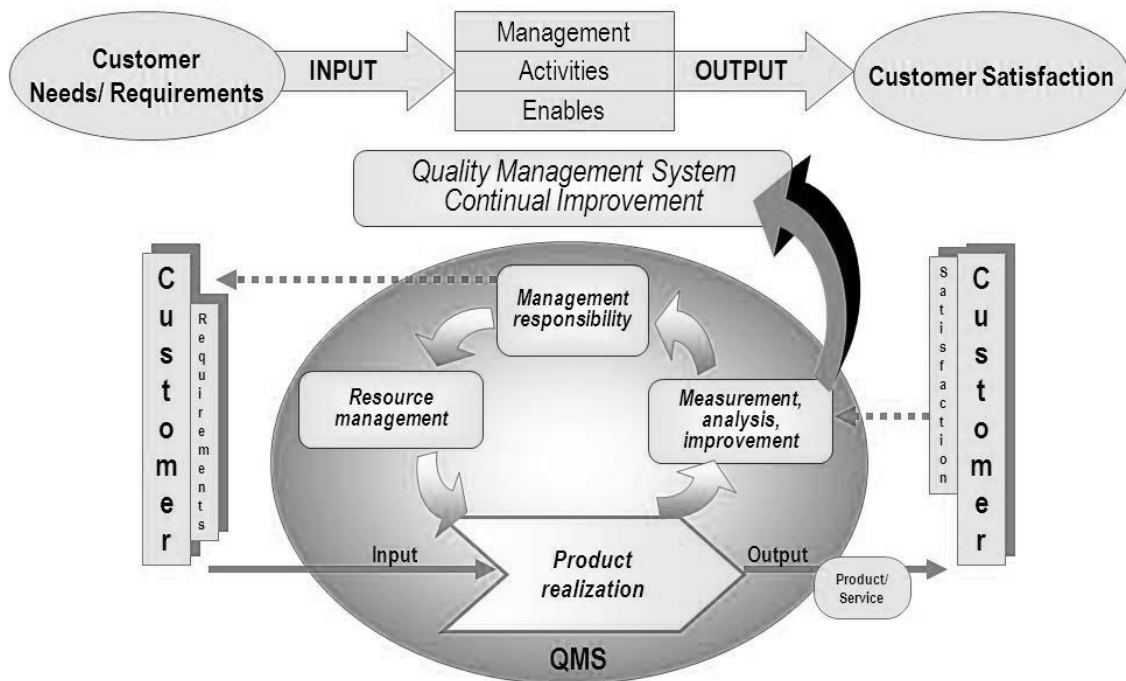 Customer
Needs/ Requirements
INPUT
Management
Activities
Enables
OUTPUT
Customer Satisfaction
Quality Management System
Continual Improvement
Customer
Requirements
Management
responsibility
Resource
management
Measurement,
analysis,
improvement
Satisfaction
Customer
Input
Product
realization
Output
Product/
Service
QMS